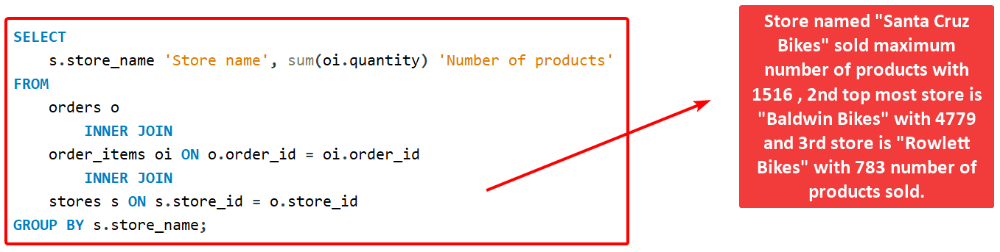 SELECT
s.store_name 'Store name', sum(oi.quantity) 'Number of products'
FROM
orders o
INNER JOIN
order_items oi ON o.order_id = oi.order_id
INNER JOIN
stores s ON s.store_id = o.store_id
GROUP BY s.store_name;
Store named "Santa Cruz
Bikes" sold maximum
number of products with
1516 , 2nd top most store is
"Baldwin Bikes" with 4779
and 3rd store is "Rowlett
Bikes" with 783 number of
products sold.